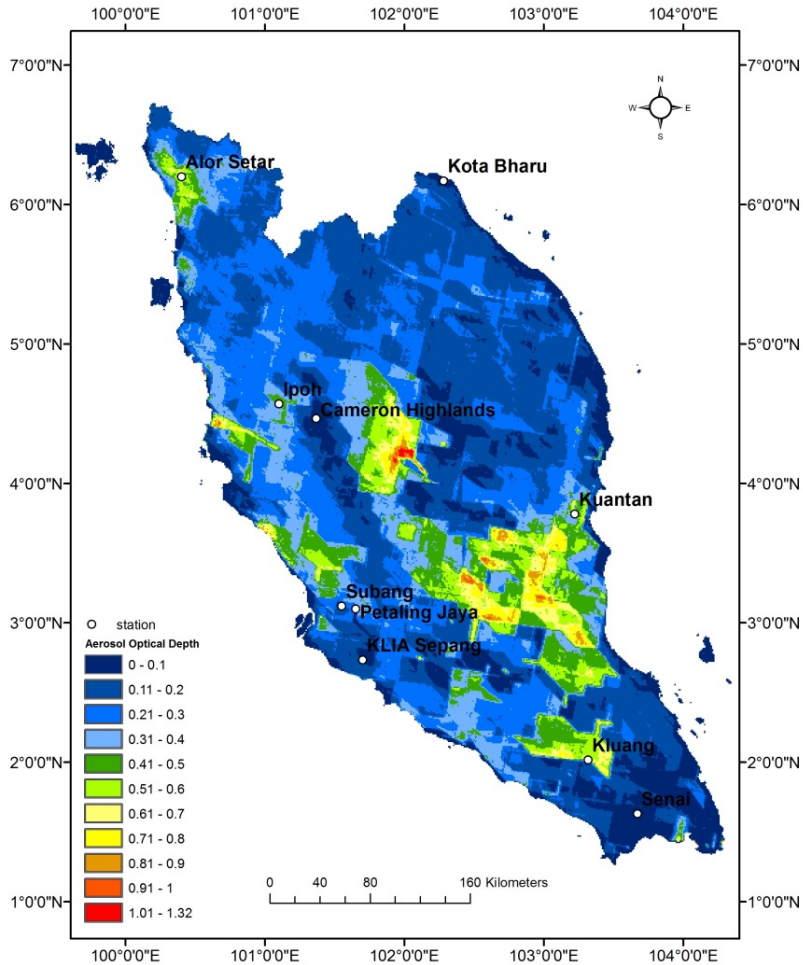 100°0'0"E 101°0'0"E 102°0'0"E 103°0'0"E 104°0'0"E
7°0'0"N 7°0'0"N
N
W E
S
Alor Setar
Kota Bharu
6°0'0"N 6°0'0"N
5°0'0"N 5°0'0"N
Ipoh
Cameron Highlands
4°0'0"N 4°0'0"N
Kuantan
Subang
Petaling Jaya
3°0'0"N 3°0'0"N
KLIA Sepang
station
Aerosol Optical Depth
0 - 0.1
0.11 - 0.2
0.21 - 0.3
0.31 - 0.4
0.41 - 0.5
0.51 - 0.6
0.61 - 0.7
0.71 - 0.8
0.81 - 0.9
0.91 - 1
1.01 - 1.32
Kluang
2°0'0"N 2°0'0"N
Senai
0 40 80 160 Kilometers
1°0'0"N 1°0'0"N
100°0'0"E 101°0'0"E 102°0'0"E 103°0'0"E 104°0'0"E